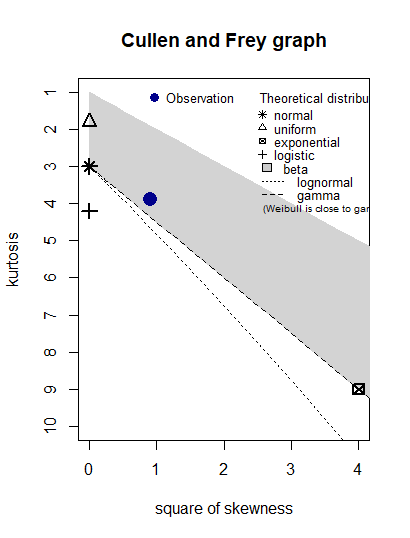 Cullen and Frey graph
Observation
Theoretical distribu
normal
uniform
exponential
logistic
beta
lognormal
gamma
(Weibull is close to gar
kurtosis
1
2
3
4
5
6
7
8
9
10
0
1
2
3
4
square of skewness